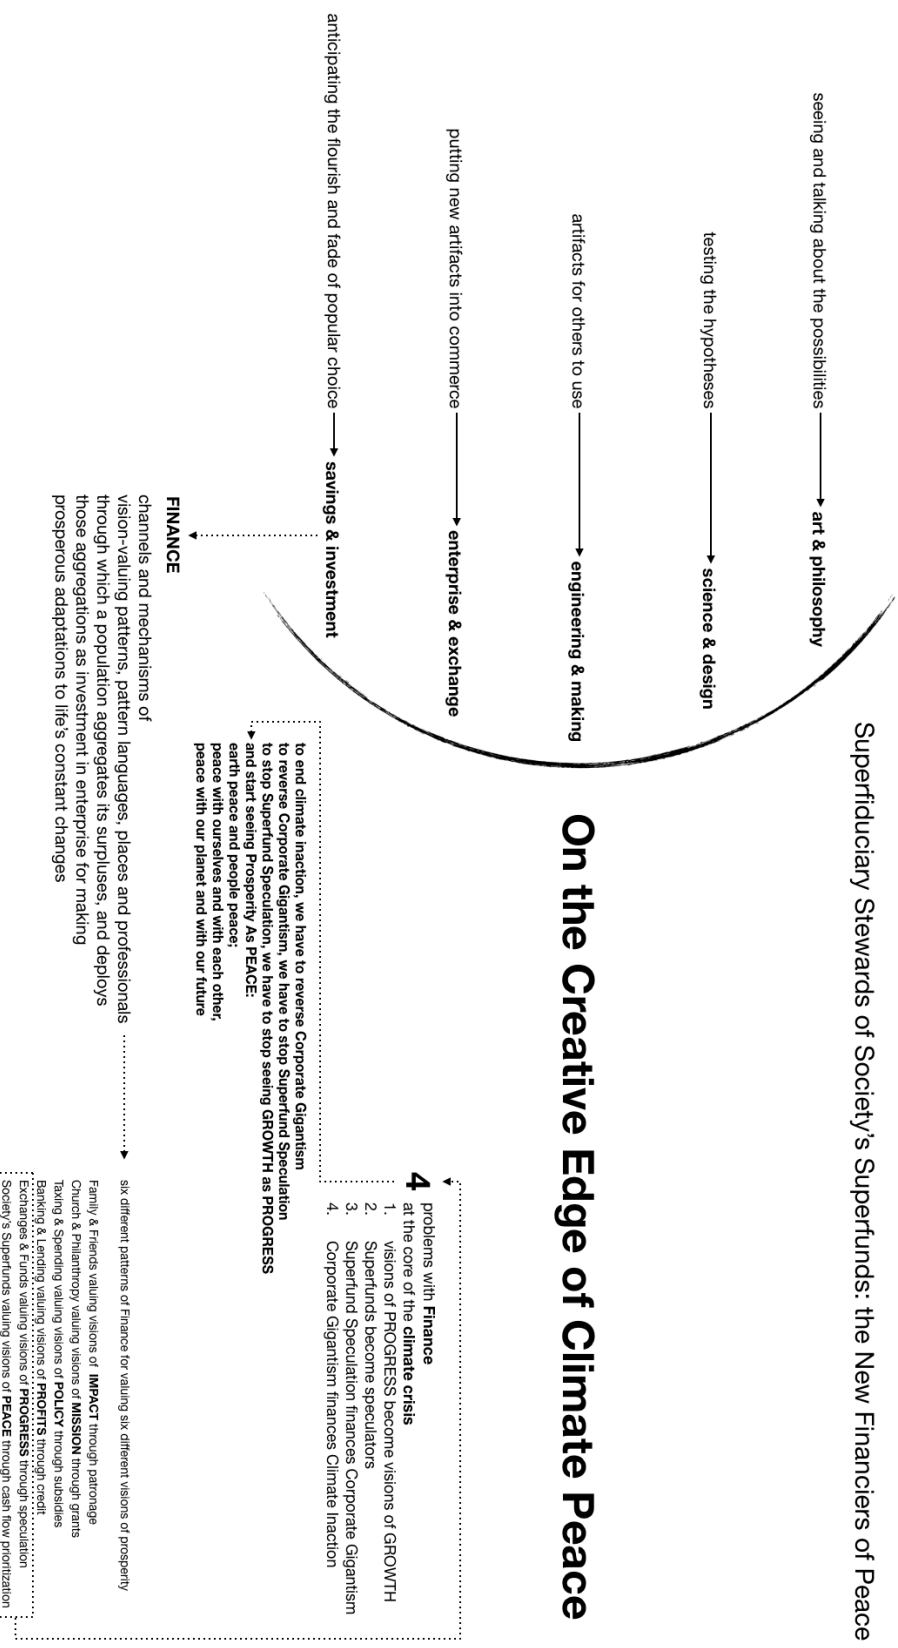 Superfiduciary Stewards of Society's Superfunds: the New Financiers of Peace
seeing and talking about the possibilities
art & philosophy
testing the hypotheses
science & design
artifacts for others to use
engineering & making
On the Creative Edge of Climate Peace
putting new artifacts into commerce
enterprise & exchange
anticipating the flourish and fade of popular choice
savings & investment
4
problems with Finance
at the core of the climate crisis
1. visions of PROGRESS become visions of GROWTH
2. Superfunds become speculators
3. Superfund Speculation finances Corporate Gigantism
4. Corporate Gigantism finances Climate Inaction
to end climate inaction, we have to reverse Corporate Gigantism
to reverse Corporate Gigantism, we have to stop Superfund Speculation
to stop Superfund Speculation, we have to stop seeing GROWTH as PROGRESS
and start seeing Prosperity As PEACE:
earth peace and people peace;
peace with ourselves and with each other,
peace with our planet and with our future
FINANCE
channels and mechanisms of
vision-valuing patterns, pattern languages, places and professionals
through which a population aggregates its surpluses, and deploys
those aggregations as investment in enterprise for making
prosperous adaptations to life's constant changes
six different patterns of Finance for valuing six different visions of prosperity
Family & Friends valuing visions of IMPACT through patronage
Church & Philanthropy valuing visions of MISSION through grants
Taxing & Spending valuing visions of POLICY through subsidies
Banking & Lending valuing visions of PROFITS through credit
Exchanges & Funds valuing visions of PROGRESS through speculation
Society's Superfunds valuing visions of PEACE through cash flow prioritization